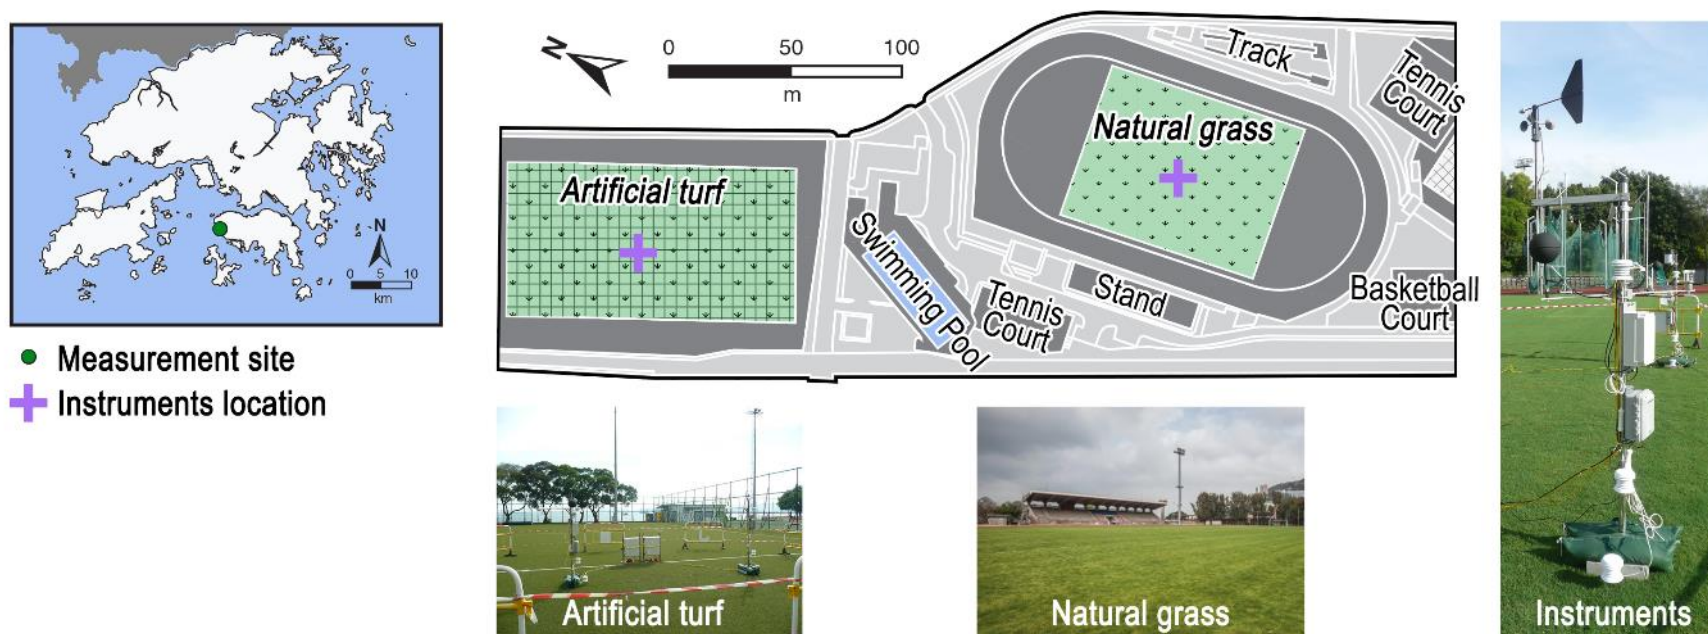 N
0 5 10
km
Measurement site
Instruments location
N
0 50 100
m
Artificial turf
Swimming Pool
Tennis
Court
Stand
Natural grass
Track
Tennis
Court
Basketball
Court
Artificial turf
Natural grass
Instruments